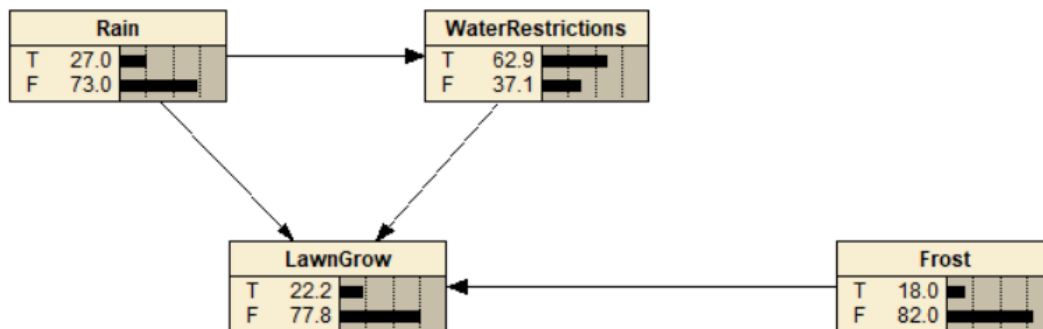 Rain
T 27.0
F 73.0
WaterRestrictions
T 62.9
F 37.1
LawnGrow
T 22.2
F 77.8
Frost
T 18.0
F 82.0